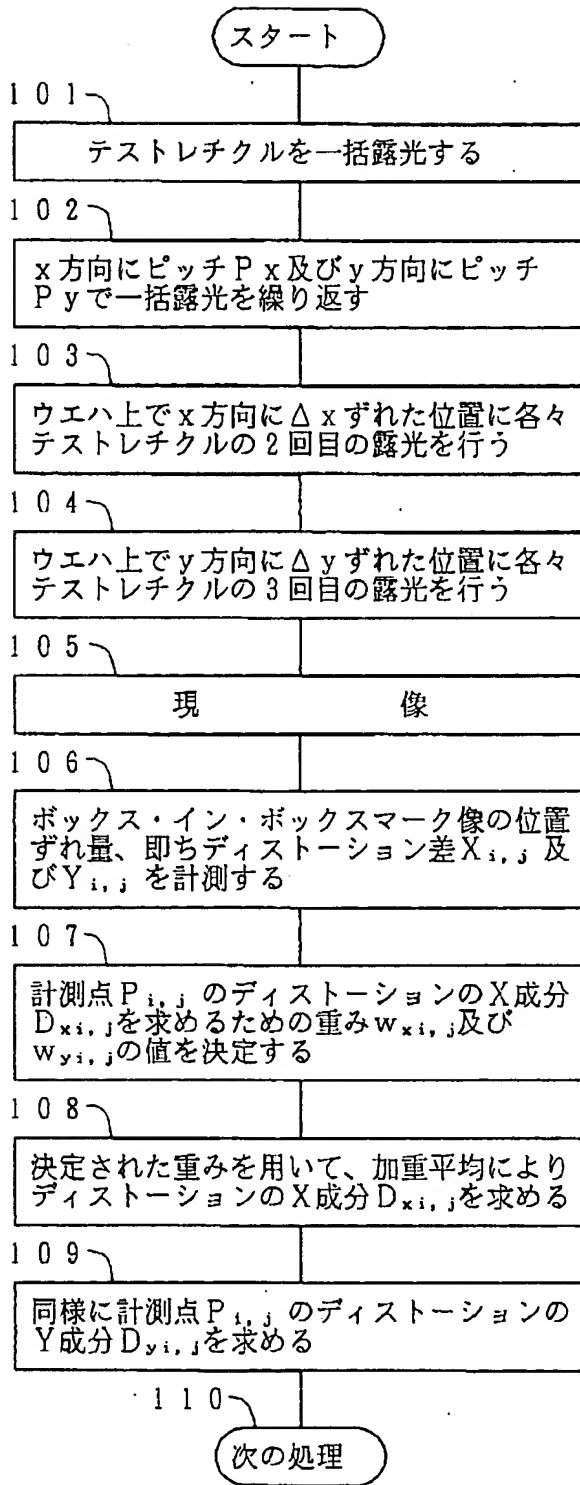 スタート
101
テストレチクルを一括露光する
102
x方向にピッチPx及びy方向にピッチ
Pyで一括露光を繰り返す
103
ウエハ上でx方向にΔxずれた位置に各々
テストレチクルの2回目の露光を行う
104
ウエハ上でy方向にΔyずれた位置に各々
テストレチクルの3回目の露光を行う
105
現 像
106
ボックス・イン・ボックスマーク像の位置
ずれ量、即ちディストーション差Xi,j 及
びYi,j を計測する
107
計測点Pi,j のディストーションのX成分
Dxi,jを求めるための重みwxi,j及び
wyi,jの値を決定する
108
決定された重みを用いて、加重平均により
ディストーションのX成分Dxi,jを求める
109
同様に計測点Pi,j のディストーションの
Y成分Dyi,jを求める
110
次の処理